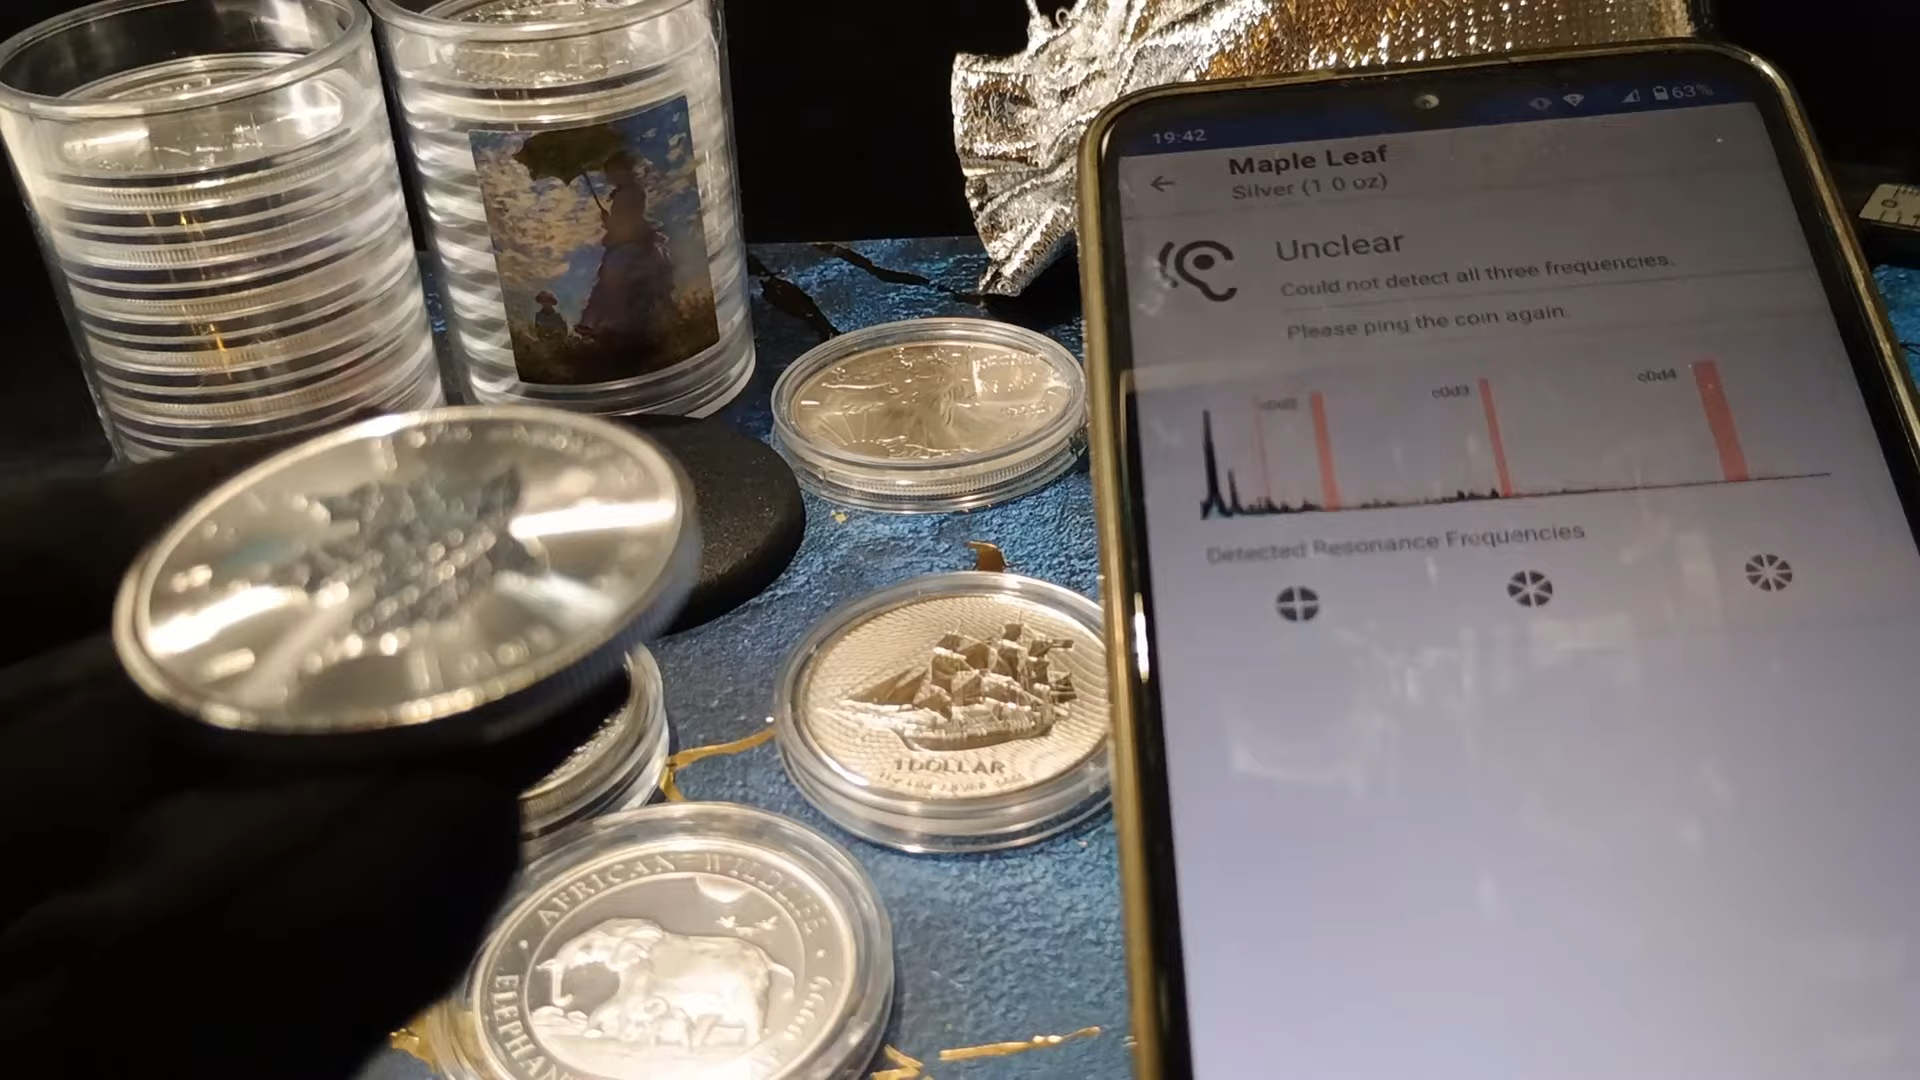 19:42
63%
Maple Leaf
Silver (1 0 oz)
Unclear
Could not detect all three frequencies.
Please ping the coin again.
c0d3
c0d4
Detected Resonance Frequencies
1 DOLLAR
AFRICAN WILDLIFE
ELEPHANT